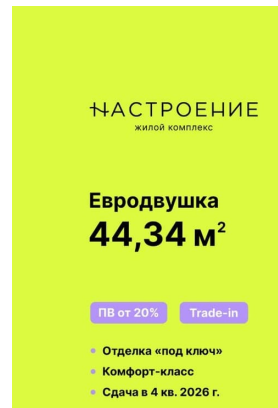 НАСТРОЕНИЕ
жилой комплекс
Евродвушка
44,34 м²
ПВ от 20% Trade-in
• Отделка «под ключ»
• Комфорт-класс
• Сдача в 4 кв. 2026 г.